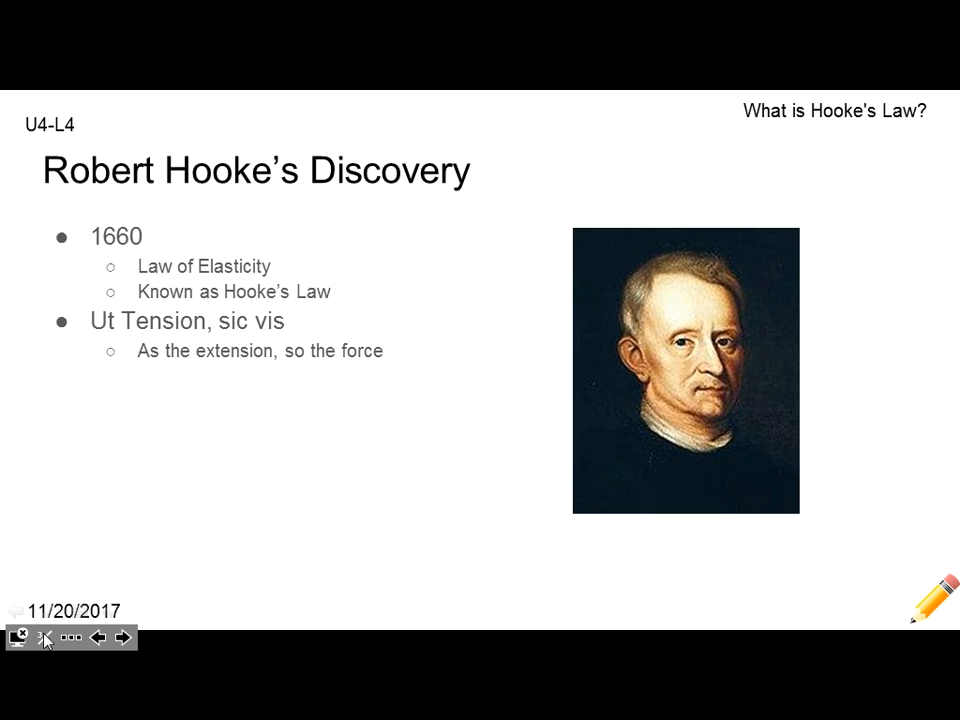 What is Hooke's Law?
U4-L4
Robert Hooke’s Discovery
● 1660
○ Law of Elasticity
○ Known as Hooke’s Law
● Ut Tension, sic vis
○ As the extension, so the force
11/20/2017